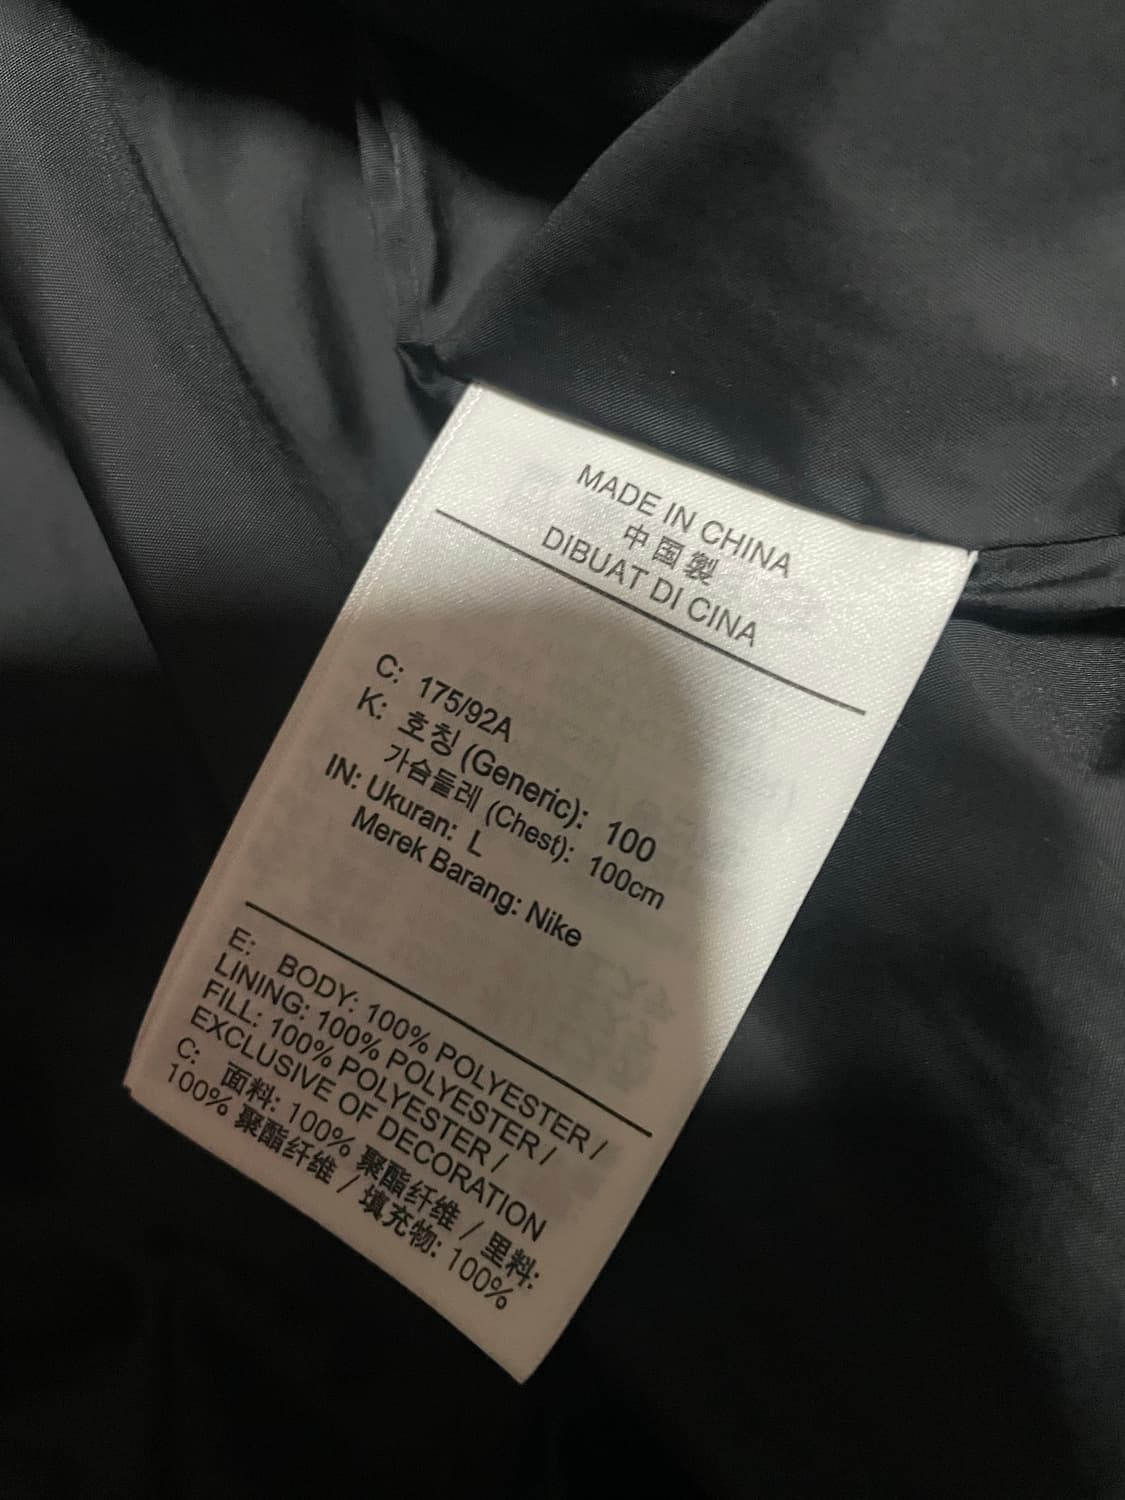 MADE IN CHINA
中国製
DIBUAT DI CINA
C: 175/92A
K: 호칭 (Generic): 100
가슴둘레 (Chest): 100cm
IN: Ukuran: L
Merek Barang: Nike
E: BODY: 100% POLYESTER /
LINING: 100% POLYESTER /
FILL: 100% POLYESTER /
EXCLUSIVE OF DECORATION
C: 面料: 100% 聚酯纤维 / 里料:
100% 聚酯纤维 / 填充物: 100%